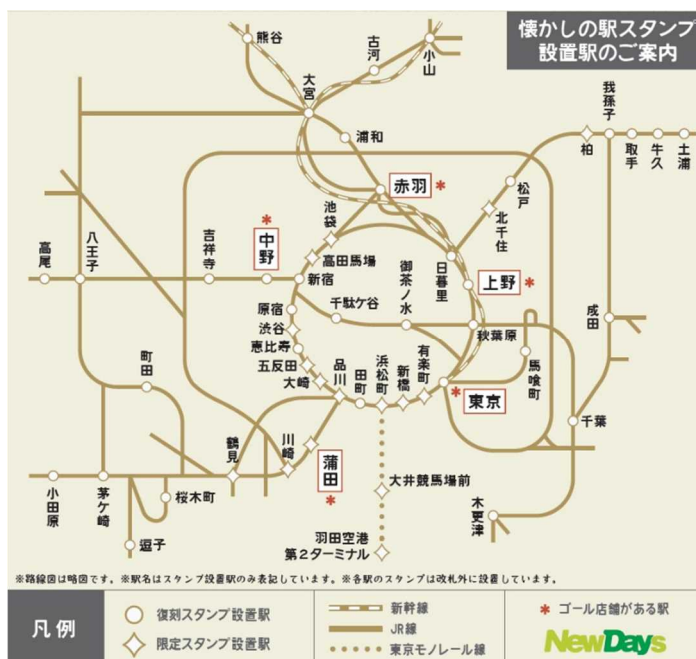 懐かしの駅スタンプ
設置駅のご案内
熊谷
古河
小山
大宮
浦和
我孫子
柏
取手
牛久
土浦
赤羽 *
松戸
北千住
池袋
*
中野
高田馬場
吉祥寺
八王子
高尾
新宿
日暮里
上野 *
御茶ノ水
千駄ケ谷
原宿
渋谷
恵比寿
五反田
大崎
秋葉原
成田
町田
品川
田町
浜松町
新橋
有楽町
* 東京
馬喰町
千葉
鶴見
川崎
蒲田
*
大井競馬場前
小田原
茅ケ崎
桜木町
逗子
木更津
羽田空港
第2ターミナル
※路線図は略図です。※駅名はスタンプ設置駅のみ表記しています。※各駅のスタンプは改札外に設置しています。
凡例
復刻スタンプ設置駅
限定スタンプ設置駅
新幹線
JR線
東京モノレール線
* ゴール店舗がある駅
NewDays